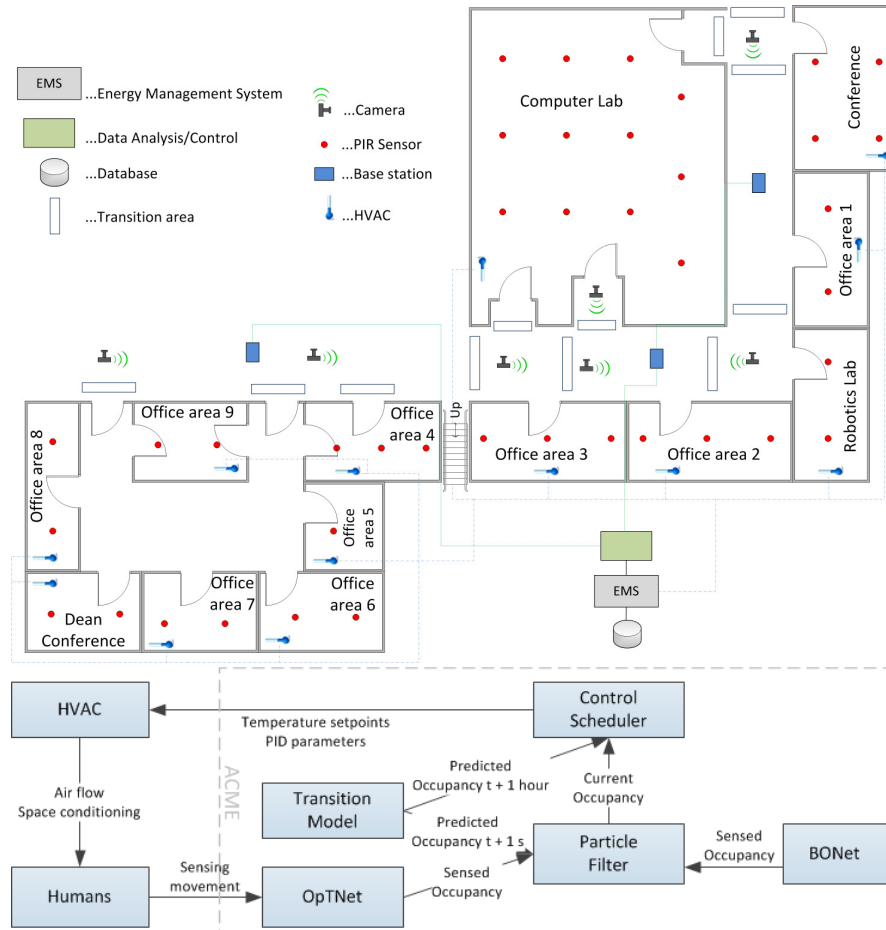 EMS
...Energy Management System
...Data Analysis/Control
...Database
...Transition area
...Camera
...PIR Sensor
...Base station
...HVAC
Computer Lab
Conference
Office area 1
Robotics Lab
Up
Office area 3
Office area 2
Office area 9
Office
area 4
Office area 8
Office
area 5
Office
area 7
Office
area 6
Dean
Conference
EMS
HVAC
Temperature setpoints
PID parameters
Control
Scheduler
ACME
Air flow
Space conditioning
Predicted
Occupancy t + 1 hour
Current
Occupancy
Transition
Model
Predicted
Occupancy t + 1 s
Humans
Sensing
movement
OpTNet
Sensed
Occupancy
Particle
Filter
Sensed
Occupancy
BONet